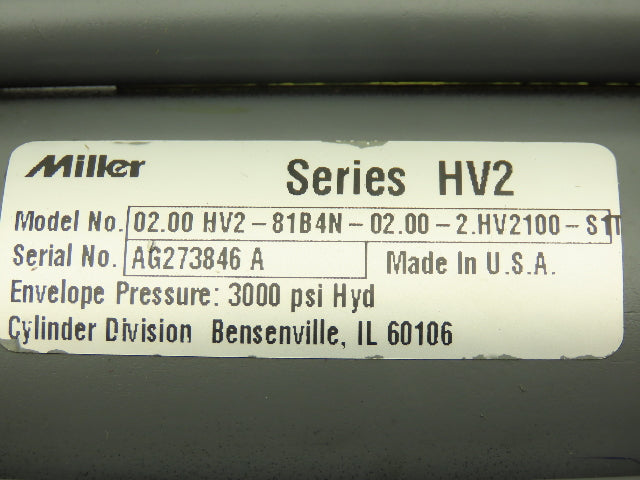 Miller Series HV2
Model No. 02.00 HV2-81B4N-02.00-2.HV2100-S1T
Serial No. AG273846 A Made In U.S.A.
Envelope Pressure: 3000 psi Hyd
Cylinder Division Bensenville, IL 60106